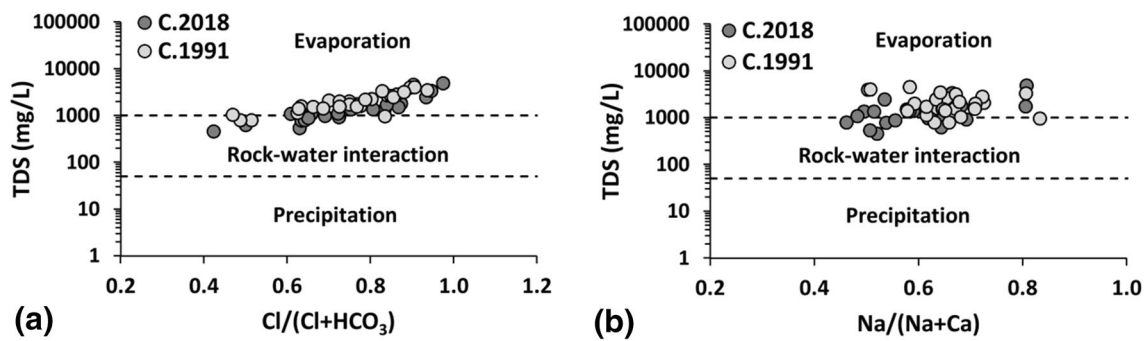 TDS (mg/L)
100000
10000
1000
100
10
1
C.2018
C.1991
Evaporation
Rock-water interaction
Precipitation
0.2 0.4 0.6 0.8 1.0 1.2
(a)
Cl/(Cl+HCO₃)
TDS (mg/L)
100000
10000
1000
100
10
1
C.2018
C.1991
Evaporation
Rock-water interaction
Precipitation
0.2 0.4 0.6 0.8 1.0
(b)
Na/(Na+Ca)